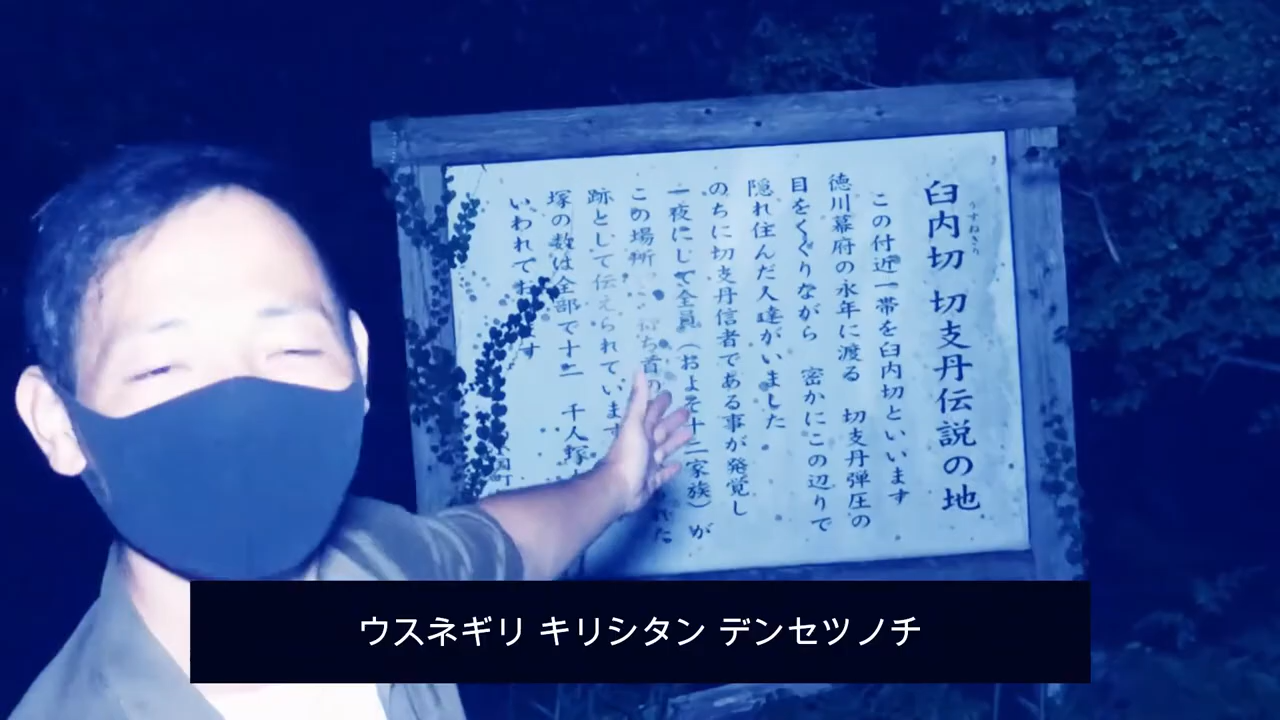 臼内切 切支丹伝説の地
うすねぎり
この付近一帯を臼内切といいます
徳川幕府の永年に渡る 切支丹弾圧の
目をくぐりながら 密かにこの辺りで
隠れ住んだ人達がいました
のちに切支丹信者である事が発覚し
一夜にして全員(およそ十二家族)が
この場所
ち首の
た
跡として伝えられています
塚の数は全部で十二 千人塚
いわれて
す
国町
ウスネギリ キリシタン デンセツノチ